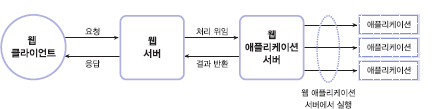 웹
클라이언트
요청
응답
웹
서버
처리 위임
결과 반환
웹
애플리케이션
서버
애플리케이션
애플리케이션
애플리케이션
웹 애플리케이션
서버에서 실행